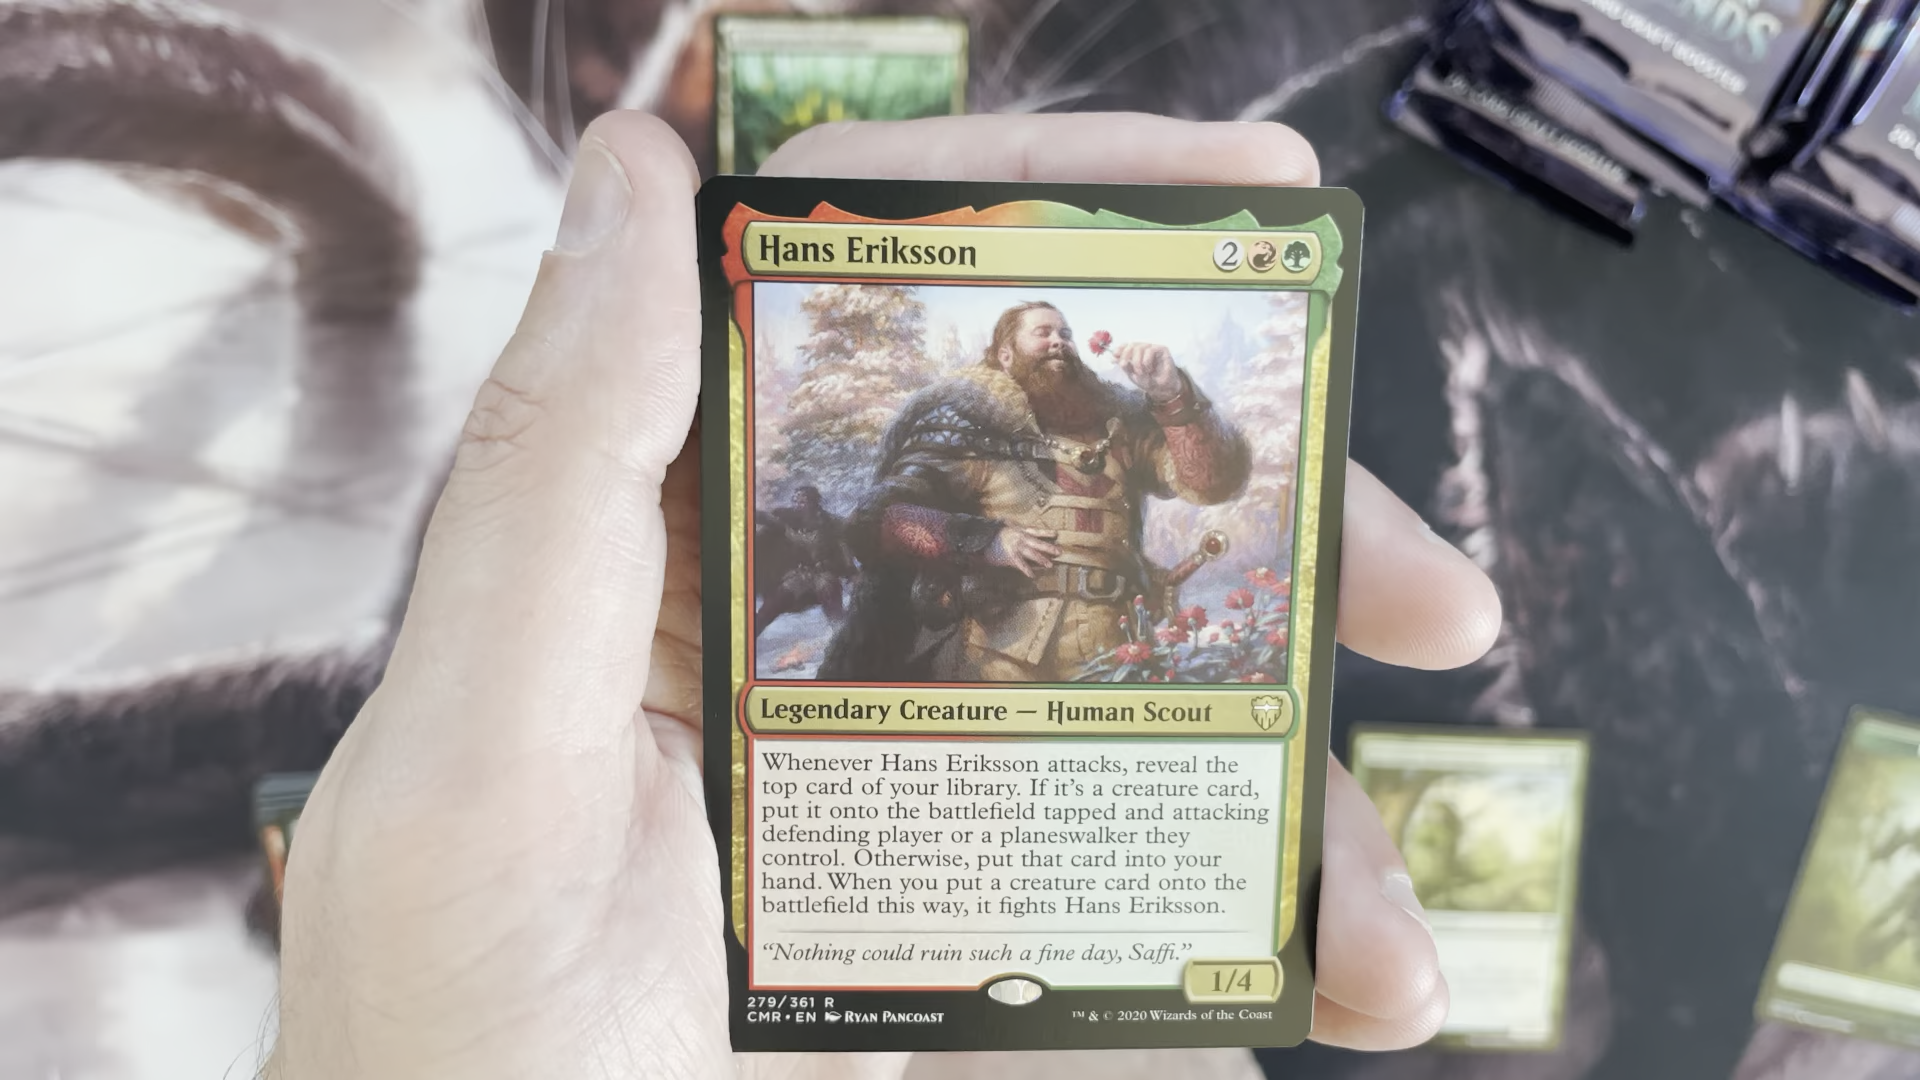 Hans Eriksson 2
Legendary Creature — Human Scout
Whenever Hans Eriksson attacks, reveal the
top card of your library. If it's a creature card,
put it onto the battlefield tapped and attacking
defending player or a planeswalker they
control. Otherwise, put that card into your
hand. When you put a creature card onto the
battlefield this way, it fights Hans Eriksson.
“Nothing could ruin such a fine day, Saffi.”
1/4
279/361 R
CMR • EN RYAN PANCOAST
™ & © 2020 Wizards of the Coast